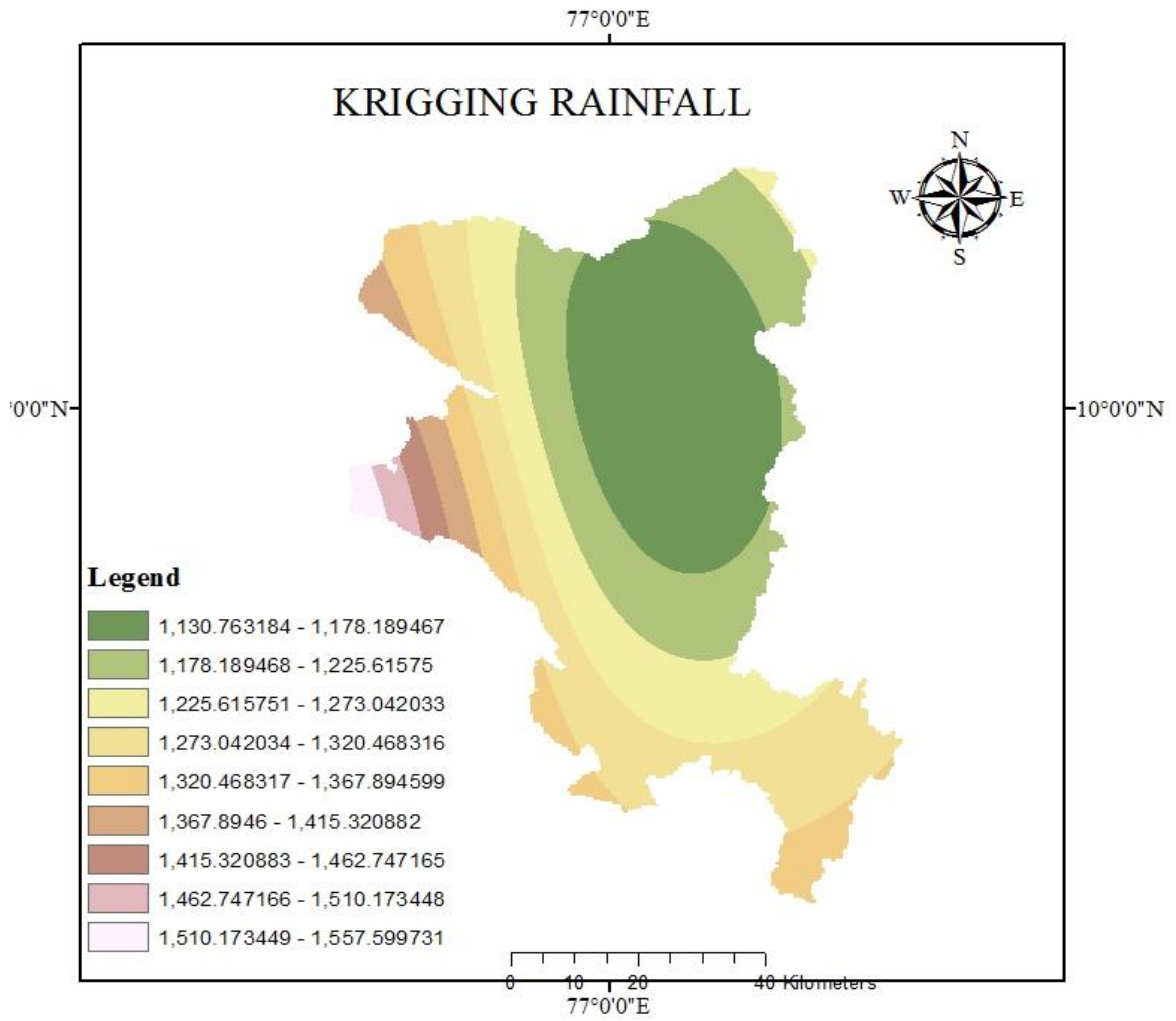 77°0'0"E
KRIGGING RAINFALL
N
W E
S
°0'0"N
10°0'0"N
Legend
1,130.763184 - 1,178.189467
1,178.189468 - 1,225.61575
1,225.615751 - 1,273.042033
1,273.042034 - 1,320.468316
1,320.468317 - 1,367.894599
1,367.8946 - 1,415.320882
1,415.320883 - 1,462.747165
1,462.747166 - 1,510.173448
1,510.173449 - 1,557.599731
0 10 20 40 Kilometers
77°0'0"E